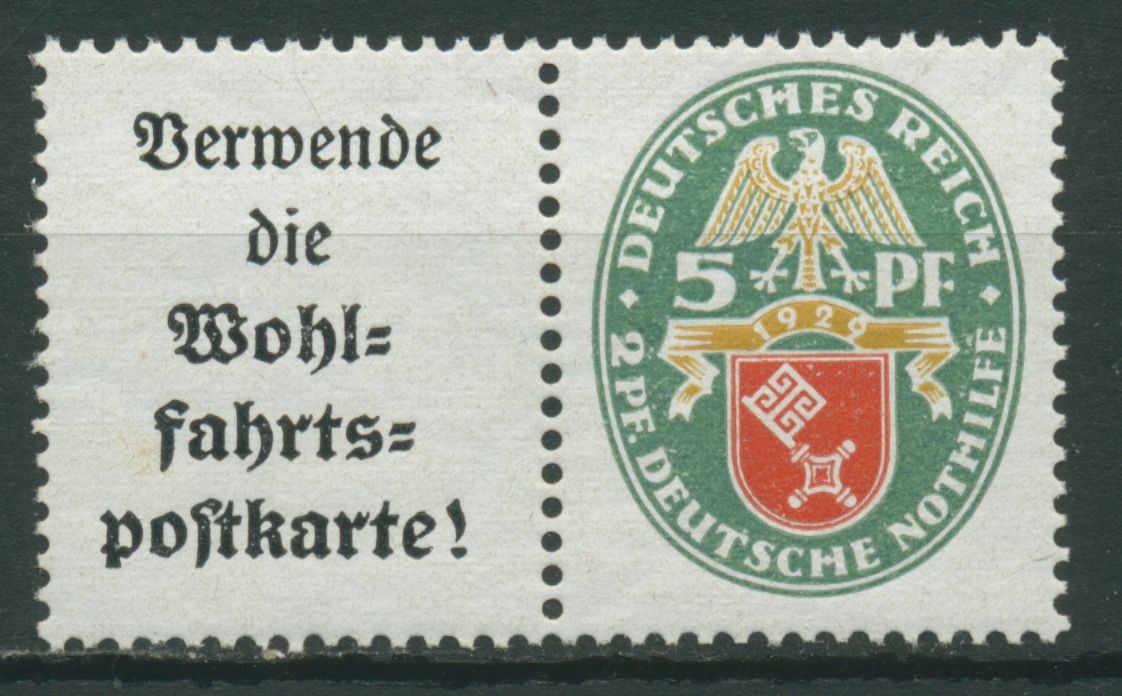 Verwende
die
Wohl=
fahrts=
postkarte!
DEUTSCHES REICH
5 PF
1929
2 PF. DEUTSCHE NOTHILFE